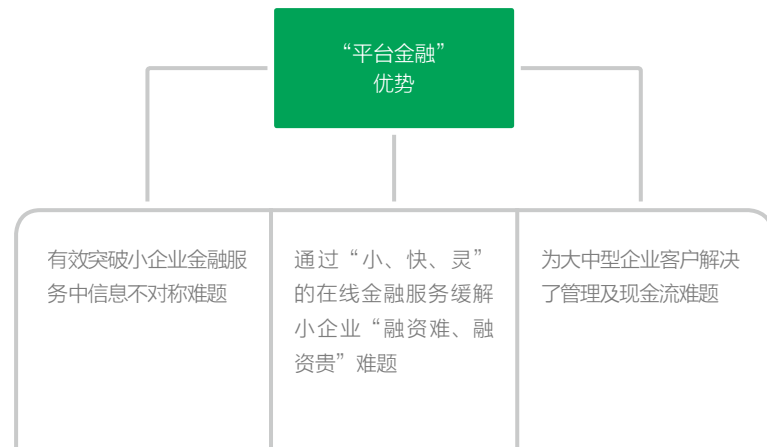 “平台金融”
优势
有效突破小企业金融服
务中信息不对称难题
通过“小、快、灵”
的在线金融服务缓解
小企业“融资难、融
资贵”难题
为大中型企业客户解决
了管理及现金流难题